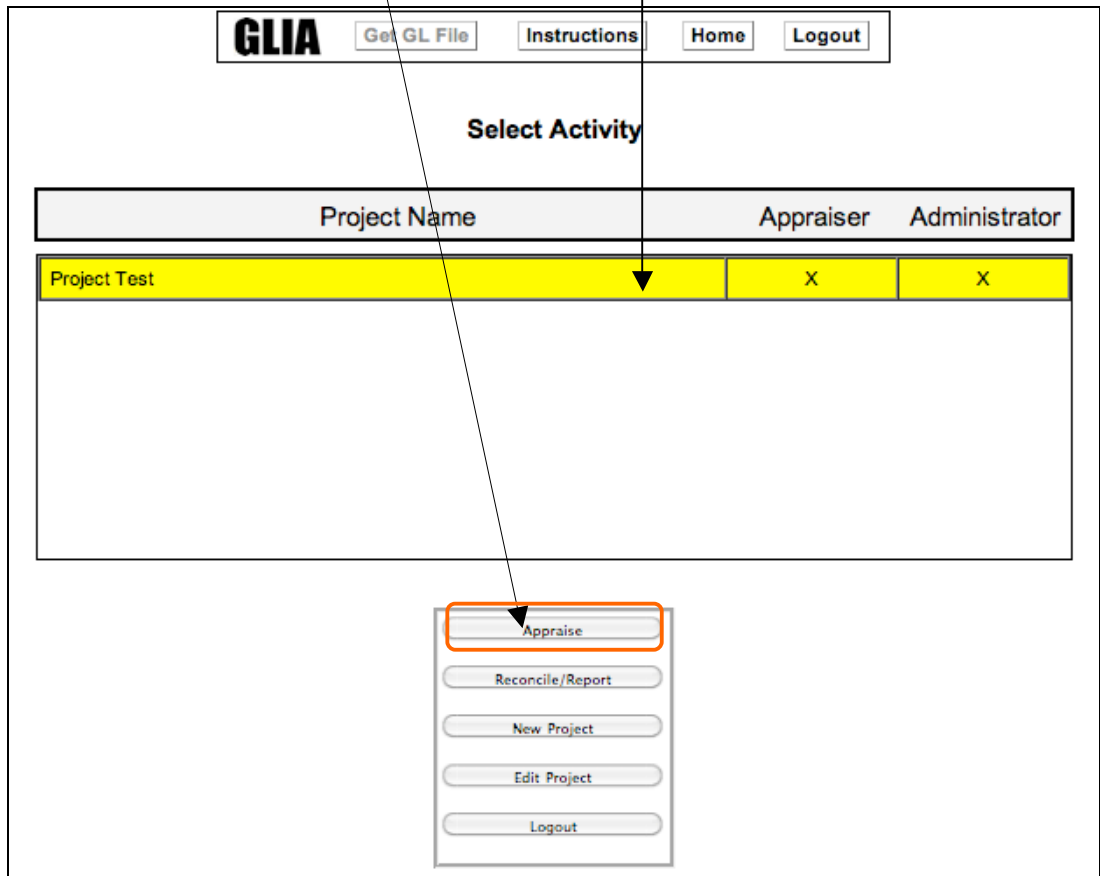 GLIA Get GL File Instructions Home Logout
Select Activity
Project Name Appraiser Administrator
Project Test X X
Appraise
Reconcile/Report
New Project
Edit Project
Logout